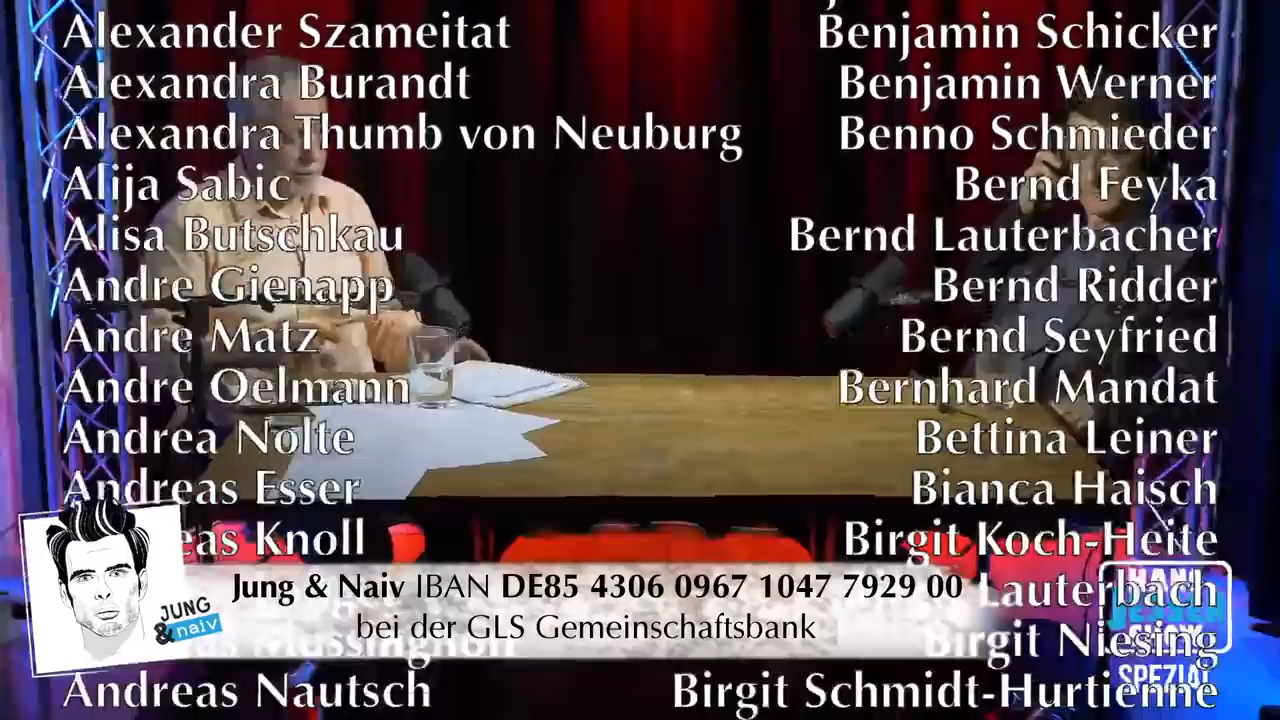 Alexander Szameitat
Alexandra Burandt
Alexandra Thumb von Neuburg
Alija Sabic
Alisa Butschkau
Andre Gienapp
Andre Matz
Andre Oelmann
Andrea Nolte
Andreas Esser
eas Knoll
Andreas Nautsch
Benjamin Schicker
Benjamin Werner
Benno Schmieder
Bernd Feyka
Bernd Lauterbacher
Bernd Ridder
Bernd Seyfried
Bernhard Mandat
Bettina Leiner
Bianca Haisch
Birgit Koch-Heite
Lauterbach
Birgit Niesing
Birgit Schmidt-Hurtienne
JUNG
& naiv
Jung & Naiv IBAN DE85 4306 0967 1047 7929 00
bei der GLS Gemeinschaftsbank
SPEZIAL